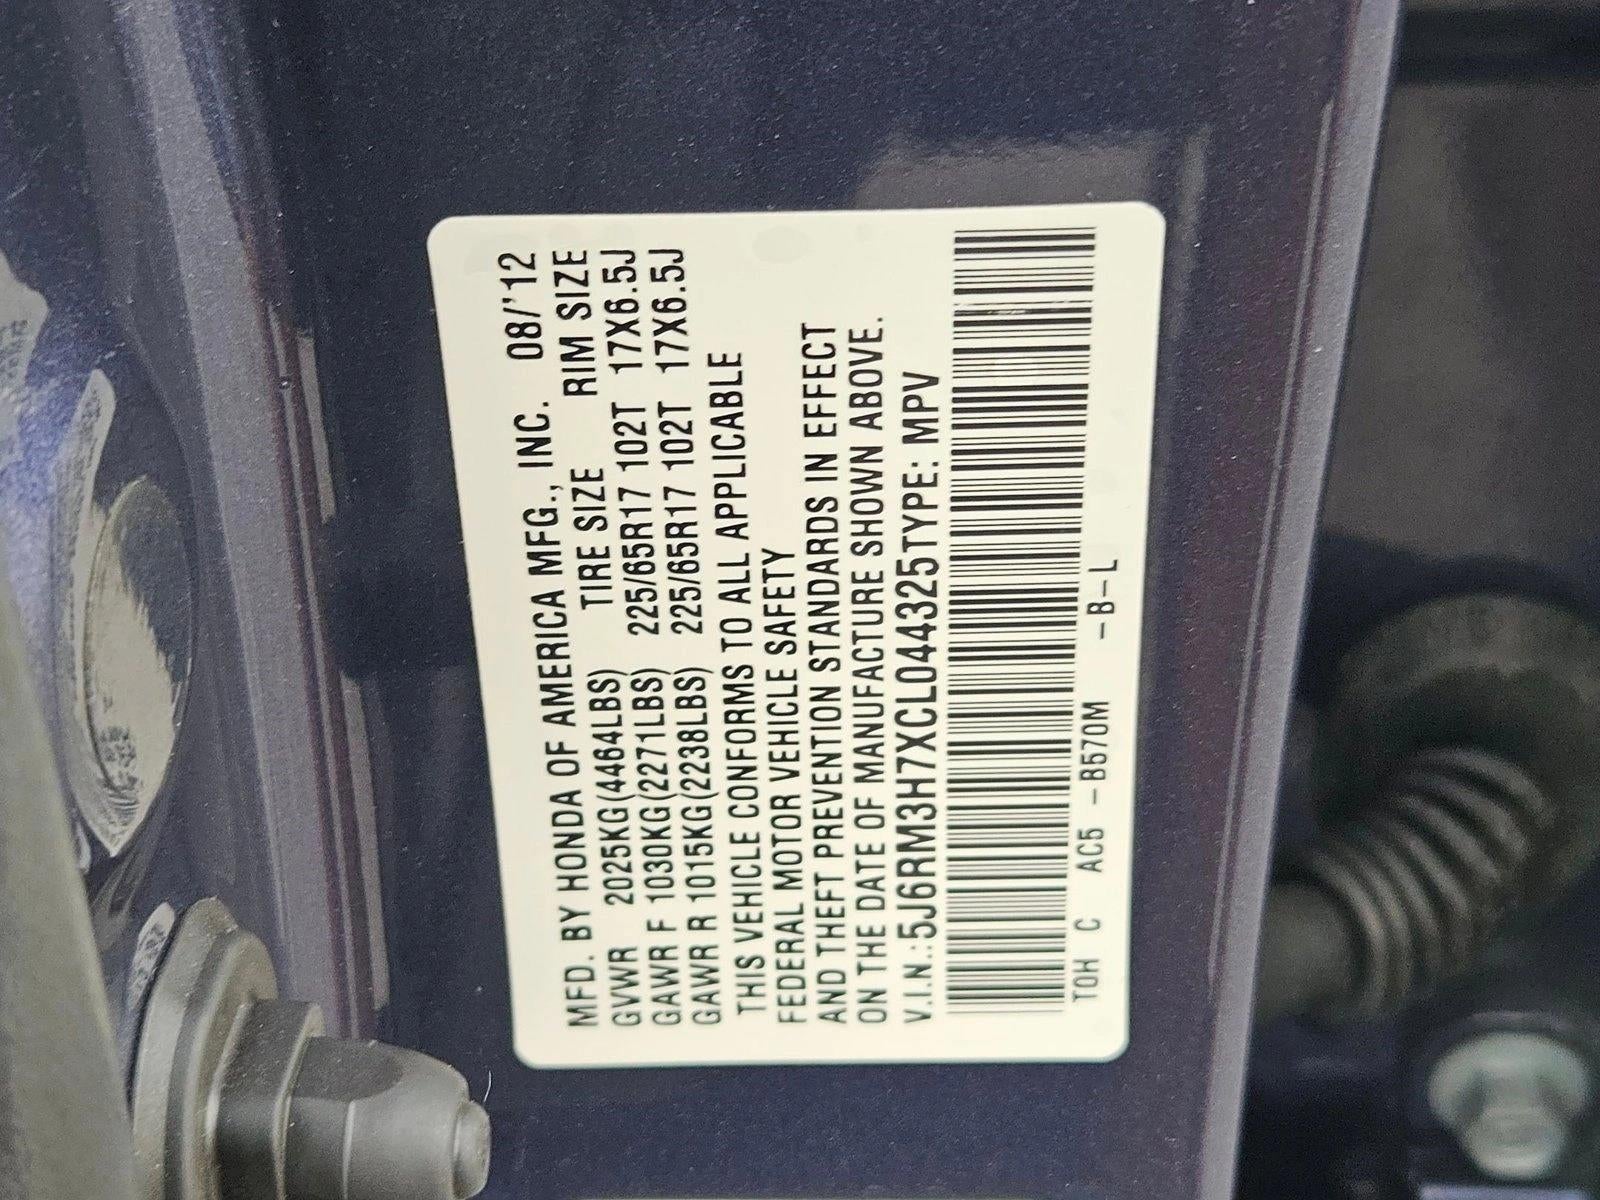 MFD. BY HONDA OF AMERICA MFG., INC. 08/'12
TIRE SIZE RIM SIZE
GVWR 2025KG(4464LBS)
GAWR F 1030KG(2271LBS) 225/65R17 102T 17X6.5J
GAWR R 1015KG(2238LBS) 225/65R17 102T 17X6.5J
THIS VEHICLE CONFORMS TO ALL APPLICABLE
FEDERAL MOTOR VEHICLE SAFETY
AND THEFT PREVENTION STANDARDS IN EFFECT
ON THE DATE OF MANUFACTURE SHOWN ABOVE.
V.I.N.:5J6RM3H7XCL044325TYPE: MPV
TOH C AC5 -B570M -B-L